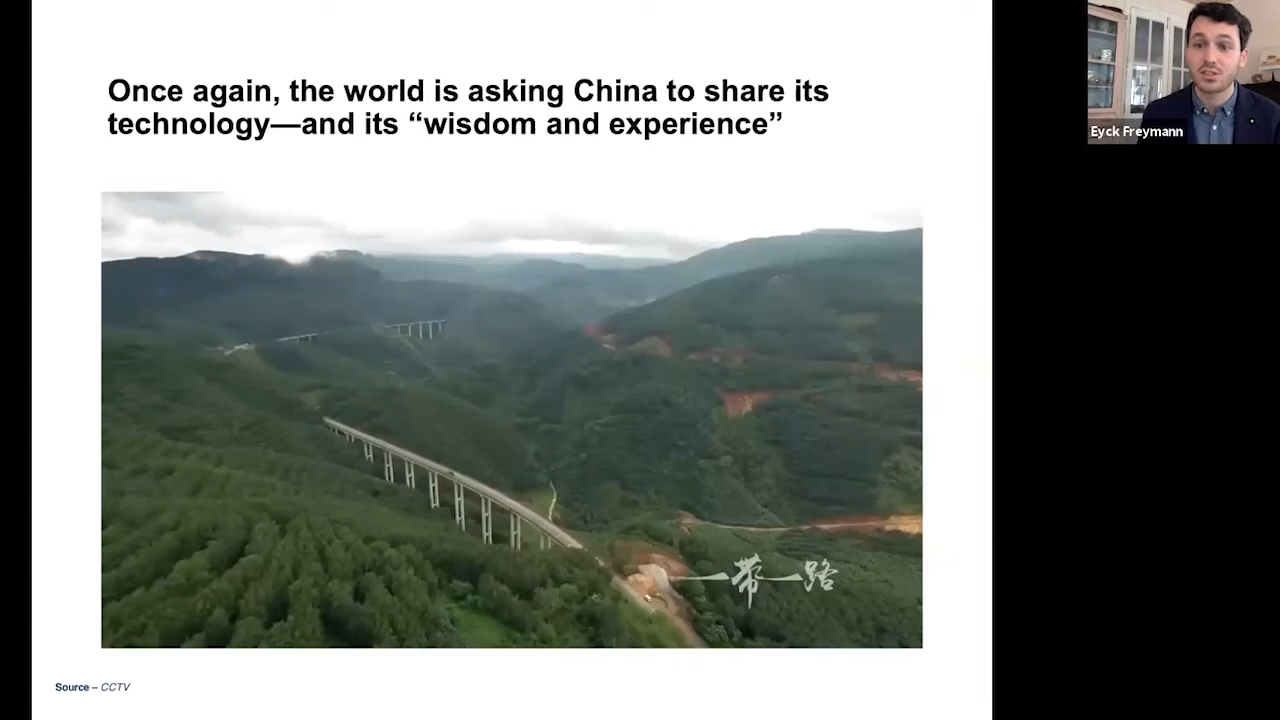 Once again, the world is asking China to share its
technology—and its “wisdom and experience”
Eyck Freymann
一带一路
Source – CCTV